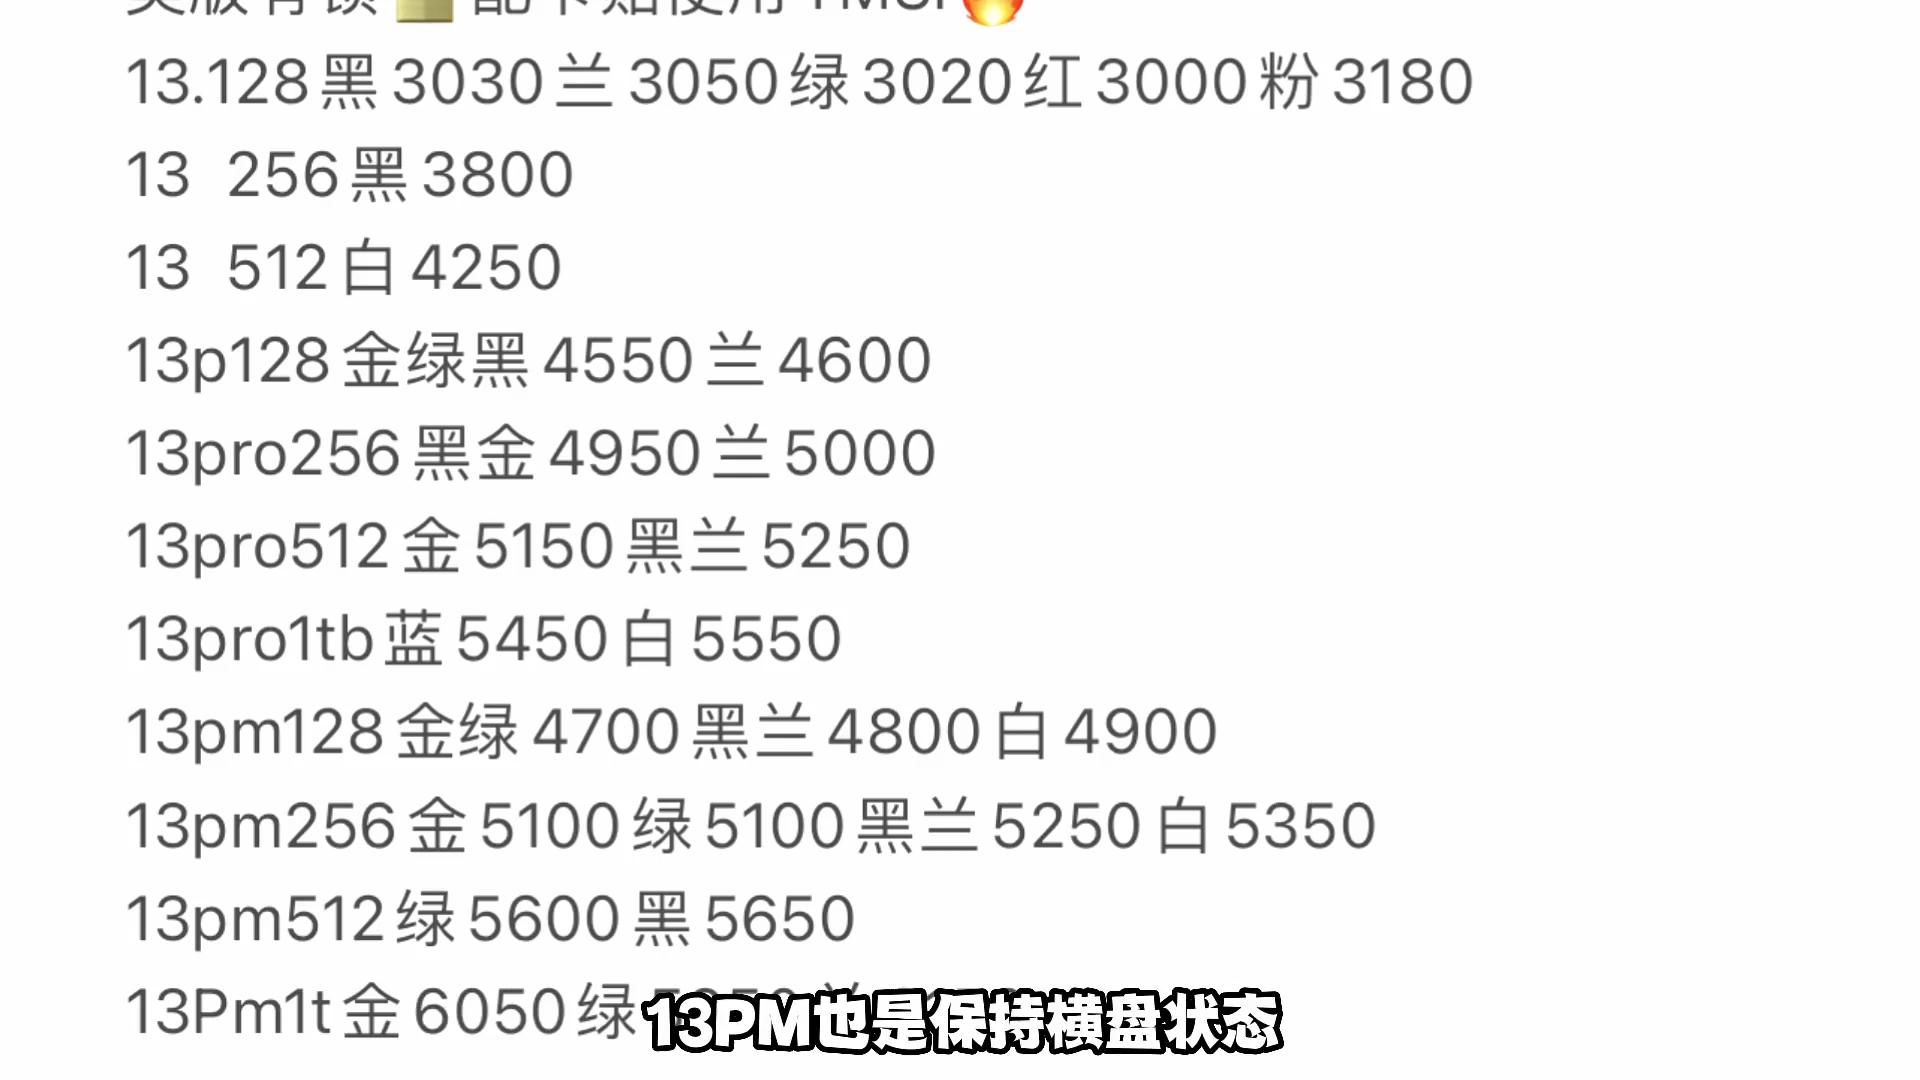 13.128黑3030兰3050绿3020红3000粉3180
13 256黑3800
13 512白4250
13p128金绿黑4550兰4600
13pro256黑金4950兰5000
13pro512金5150黑兰5250
13pro1tb蓝5450白5550
13pm128金绿4700黑兰4800白4900
13pm256金5100绿5100黑兰5250白5350
13pm512绿5600黑5650
13Pm1t金6050绿
13PM也是保持横盘状态